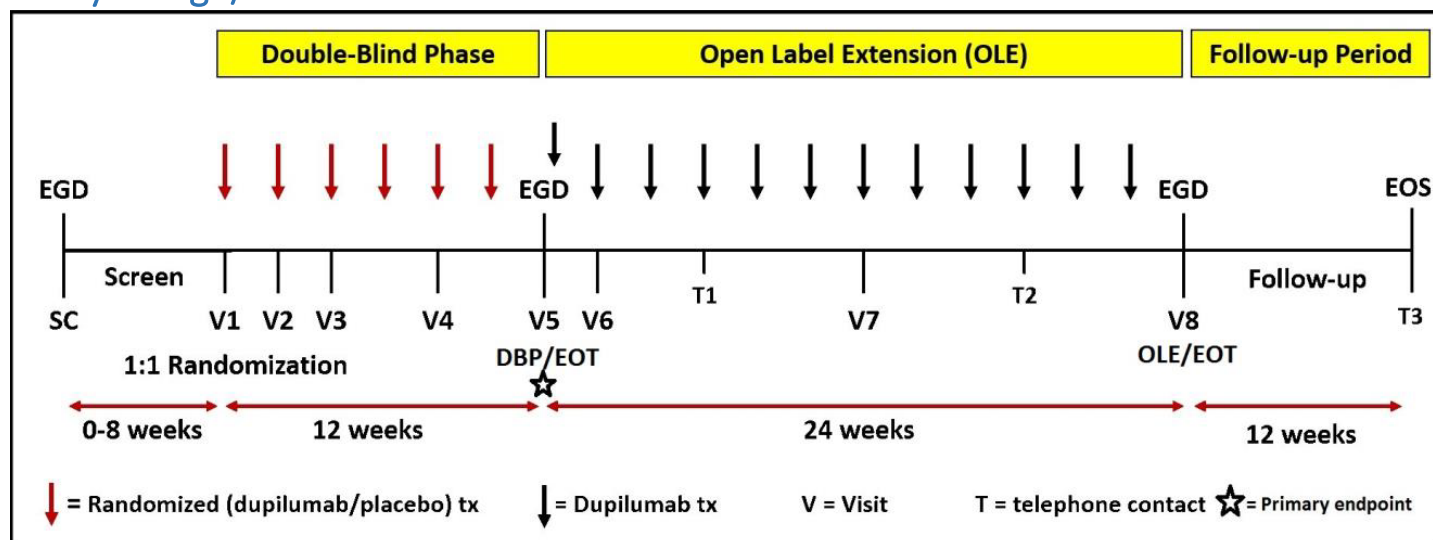 Double-Blind Phase Open Label Extension (OLE) Follow-up Period
EGD EGD EGD EOS
Screen T1 T2 Follow-up
SC V1 V2 V3 V4 V5 V6 V7 V8 T3
1:1 Randomization DBP/EOT OLE/EOT
0-8 weeks 12 weeks 24 weeks 12 weeks
= Randomized (dupilumab/placebo) tx = Dupilumab tx V = Visit T = telephone contact = Primary endpoint